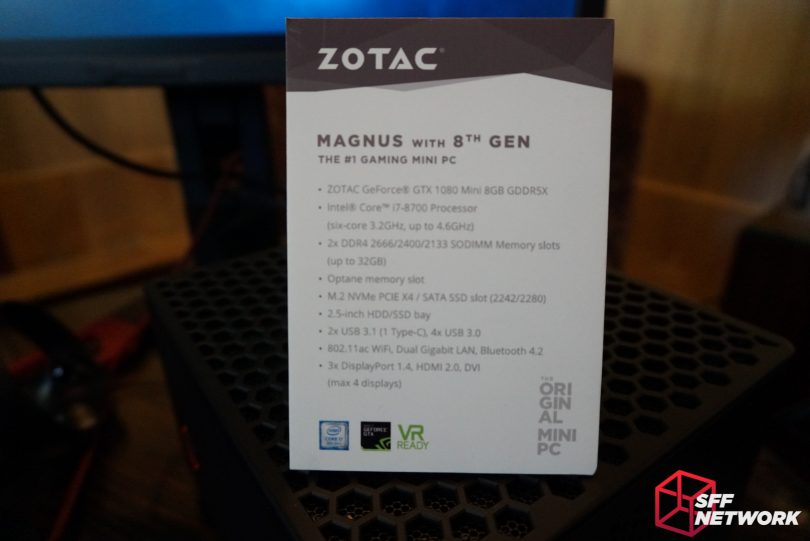 ZOTAC®
MAGNUS WITH 8TH GEN
THE #1 GAMING MINI PC
• ZOTAC GeForce® GTX 1080 Mini 8GB GDDR5X
• Intel® Core™ i7-8700 Processor
(six-core 3.2GHz, up to 4.6GHz)
• 2x DDR4 2666/2400/2133 SODIMM Memory slots
(up to 32GB)
• Optane memory slot
• M.2 NVMe PCIE X4 / SATA SSD slot (2242/2280)
• 2.5-inch HDD/SSD bay
• 2x USB 3.1 (1 Type-C), 4x USB 3.0
• 802.11ac WiFi, Dual Gigabit LAN, Bluetooth 4.2
• 3x DisplayPort 1.4, HDMI 2.0, DVI
(max 4 displays)
THE
ORI
GIN
AL
MINI
PC
intel
CORE i7
GEFORCE
GTX
VR
READY
SFF
NETWORK